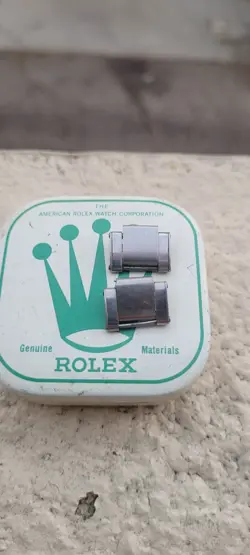 THE
AMERICAN ROLEX WATCH CORPORATION
Genuine Materials
ROLEX